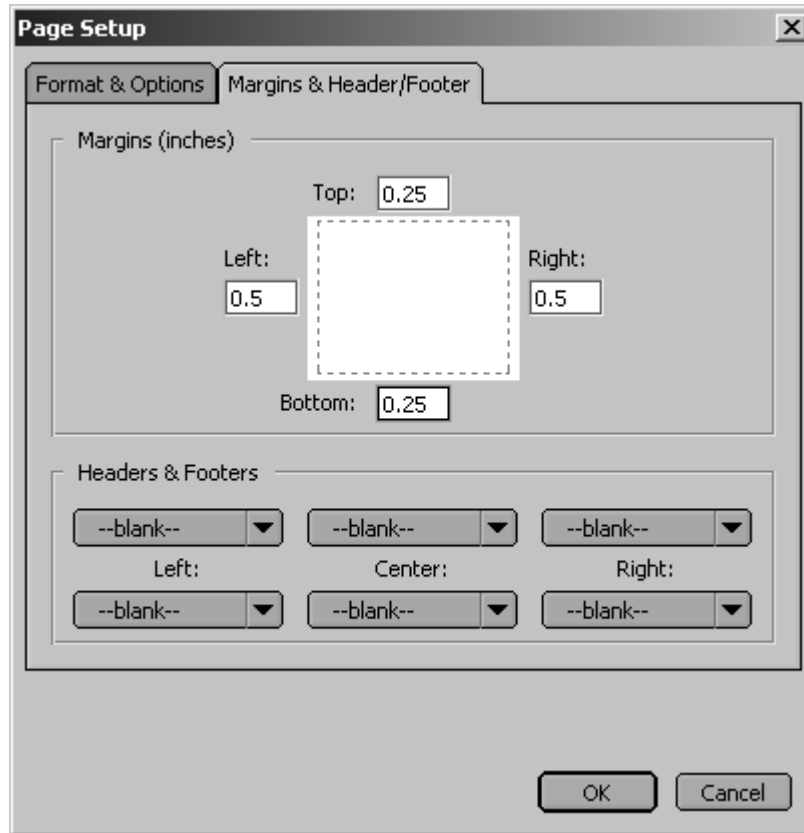 Page Setup
Format & Options Margins & Header/Footer
Margins (inches)
Top: 0.25
Left: Right:
0.5 0.5
Bottom: 0.25
Headers & Footers
--blank-- --blank-- --blank--
Left: Center: Right:
--blank-- --blank-- --blank--
OK Cancel